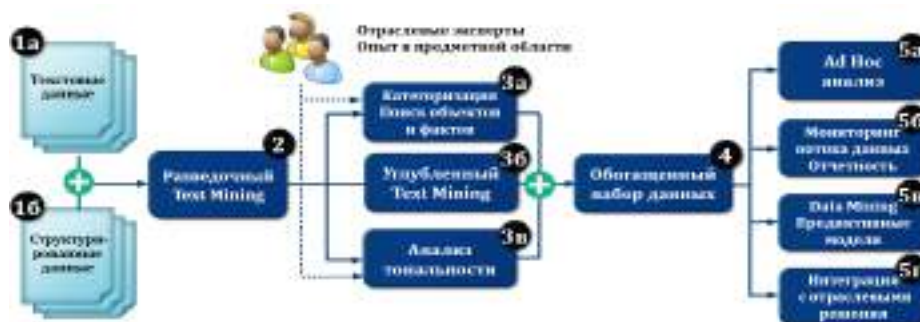 1а
Текстовые
данные
1б
Структури-
рованные
данные
2
Разведочный
Text Mining
Отраслевые эксперты
Опыт в предметной области
3а
Категоризация
Поиск объектов
и фактов
3б
Углубленный
Text Mining
3в
Анализ
тональности
4
Обогащенный
набор данных
5а
Ad Hoc
анализ
5б
Мониторинг
потока данных
Отчетность
5в
Data Mining
Предиктивные
модели
5г
Интеграция
с отраслевыми
решения